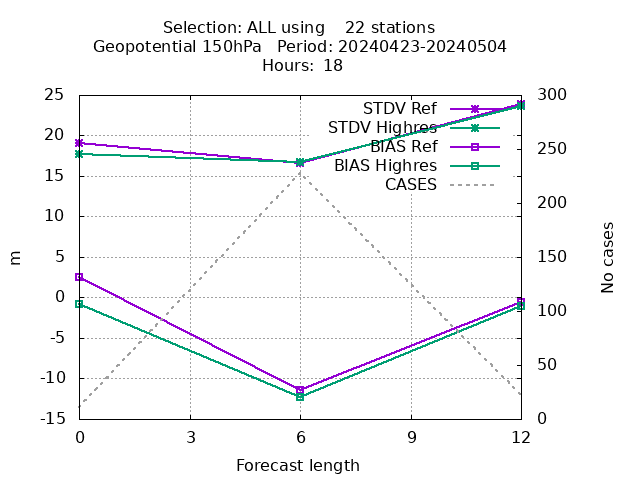 Selection: ALL using    22 stations
Geopotential 150hPa   Period: 20240423-20240504
Hours: 18
25
20
15
10
5
0
-5
-10
-15
300
250
200
150
100
50
0
STDV Ref
STDV Highres
BIAS Ref
BIAS Highres
CASES
m
No cases
0
3
6
9
12
Forecast length